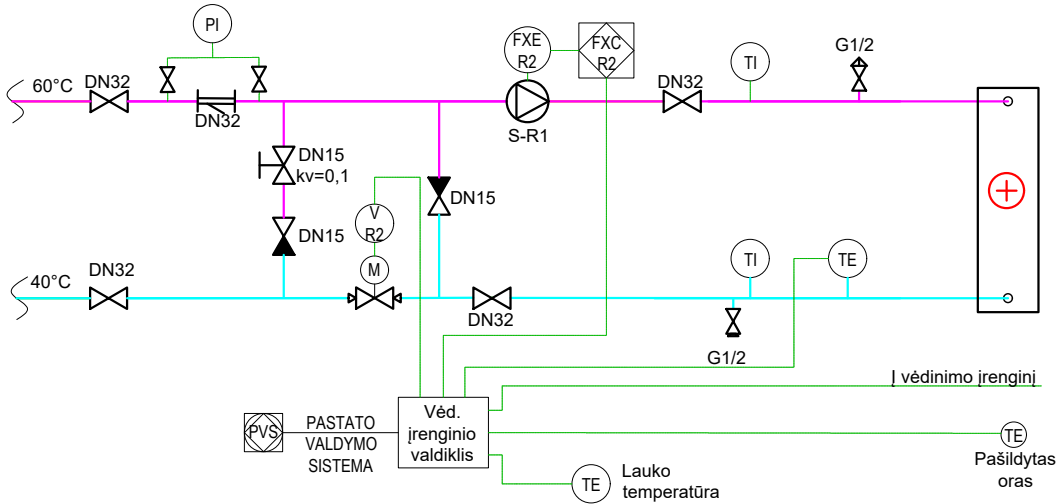 PI
FXE
R2
FXC
R2
G1/2
60°C
DN32
DN32
TI
DN32
S-R1
DN15
kv=0,1
DN15
V
R2
DN15
40°C
DN32
M
TI
TE
DN32
G1/2
Į vėdinimo įrenginį
PVS
PASTATO
VALDYMO
SISTEMA
Vėd.
įrenginio
valdiklis
TE
Pašildytas
oras
TE
Lauko
temperatūra